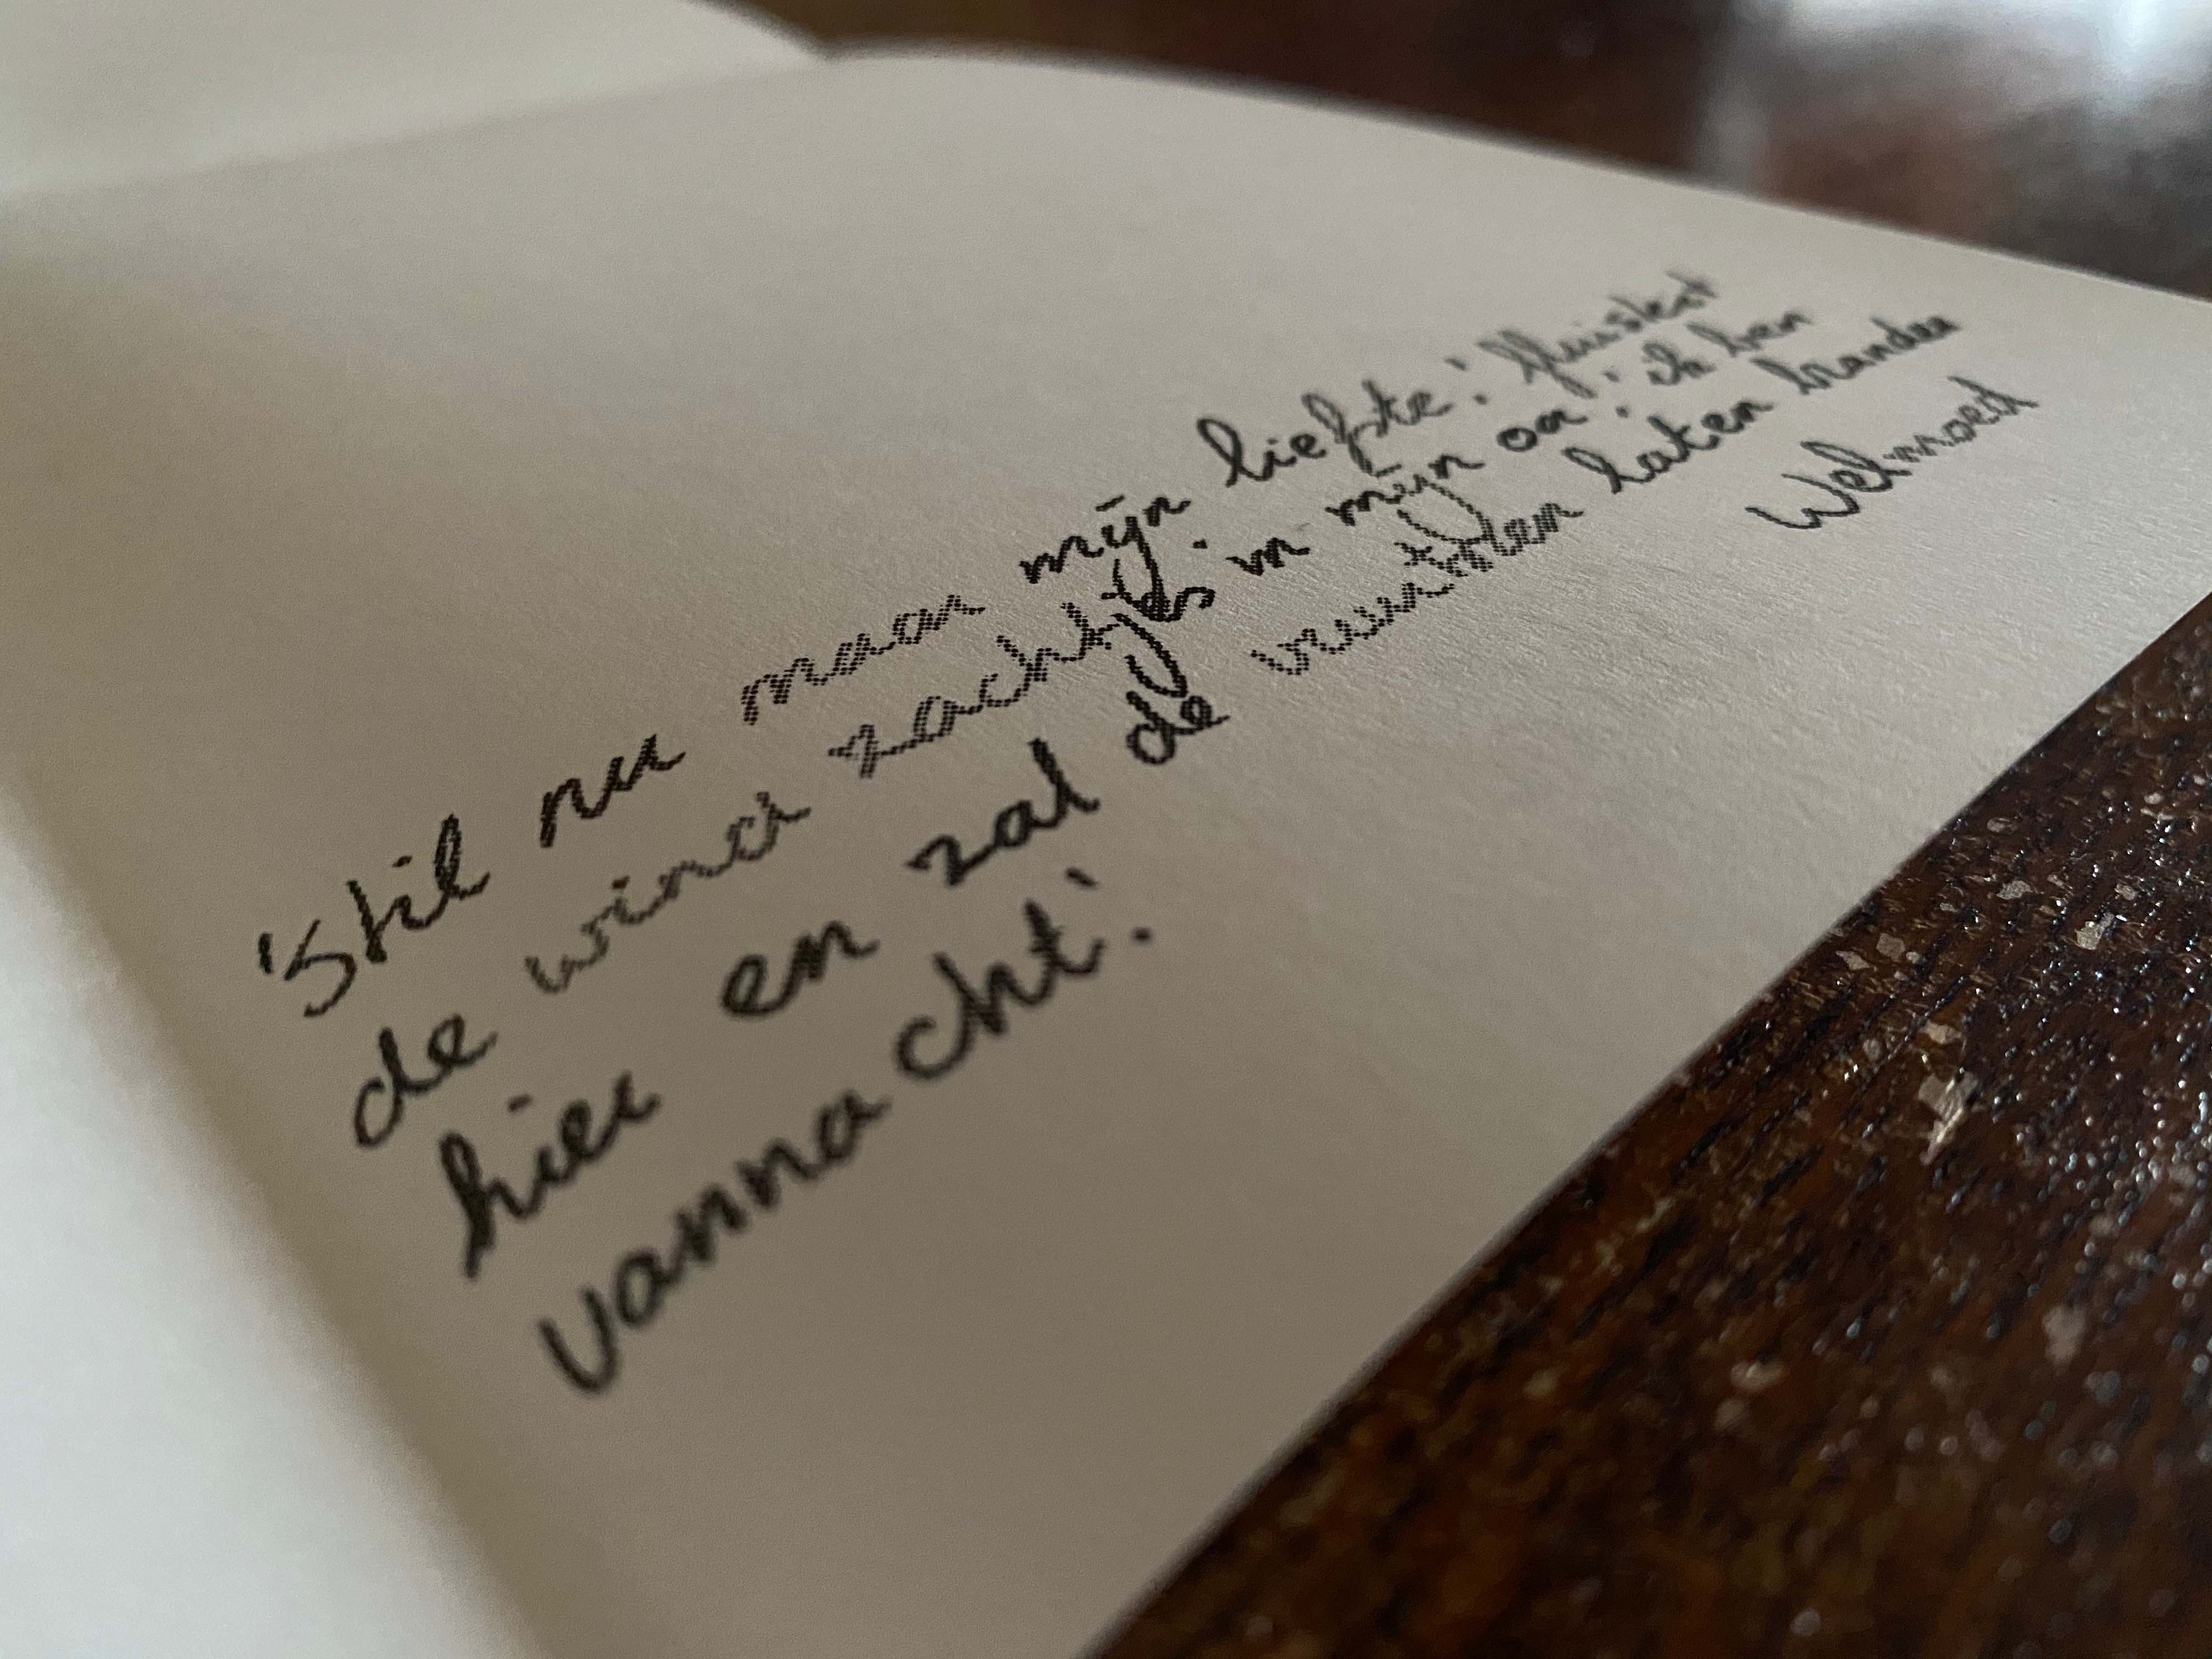 'Stil nu maar mijn liefste.' fluistert
de wind zachtjes in mijn oor. 'ik ben
hier en zal de vruchten laten branden
vannacht.'
Welmoed